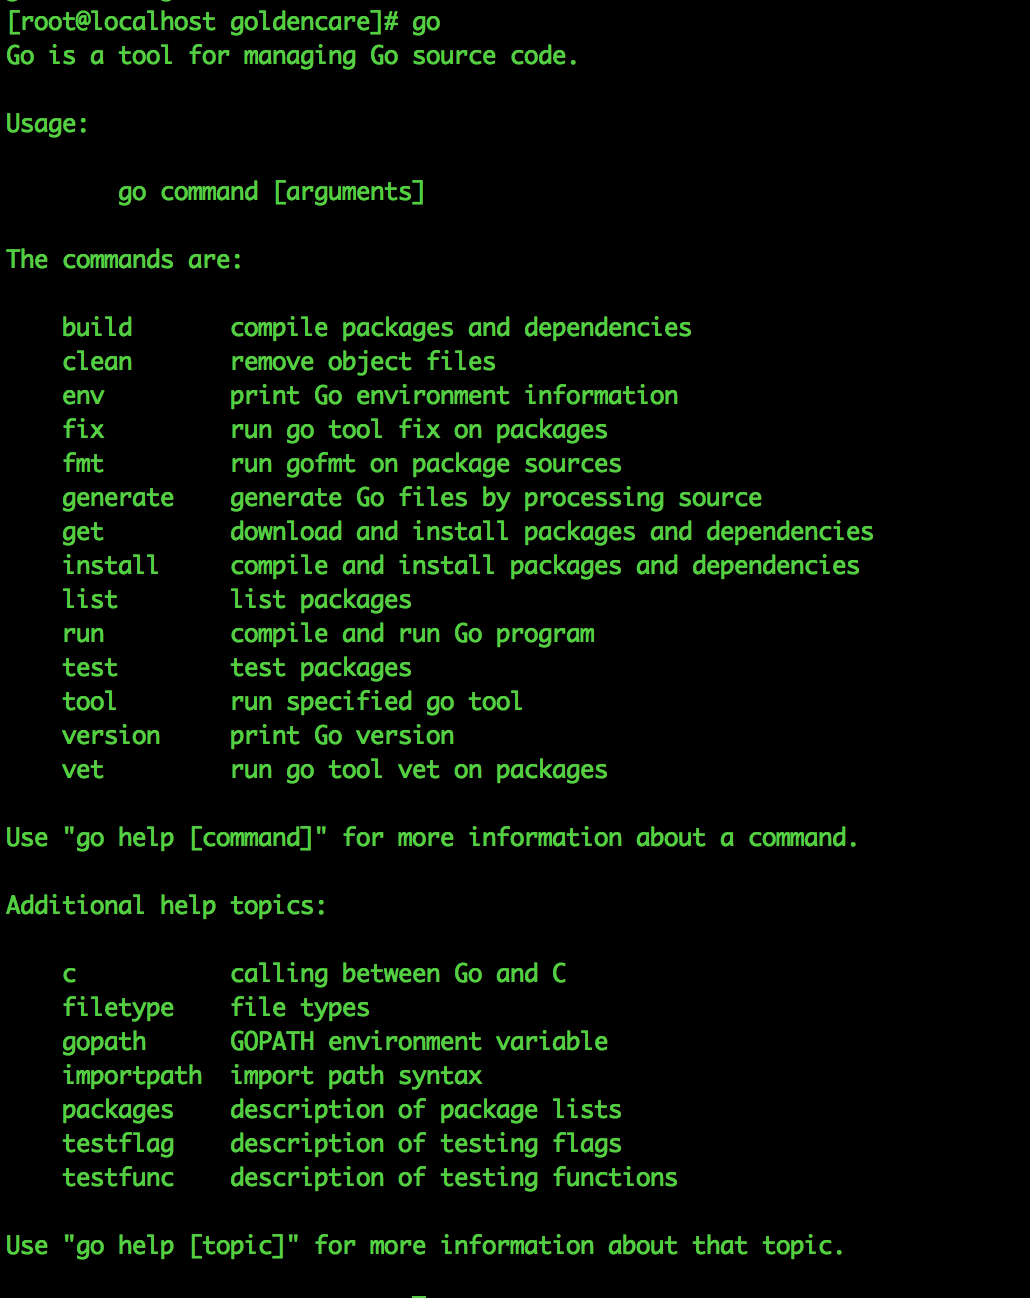 [root@localhost goldencare]# go
Go is a tool for managing Go source code.
Usage:
go command [arguments]
The commands are:
build compile packages and dependencies
clean remove object files
env print Go environment information
fix run go tool fix on packages
fmt run gofmt on package sources
generate generate Go files by processing source
get download and install packages and dependencies
install compile and install packages and dependencies
list list packages
run compile and run Go program
test test packages
tool run specified go tool
version print Go version
vet run go tool vet on packages
Use "go help [command]" for more information about a command.
Additional help topics:
c calling between Go and C
filetype file types
gopath GOPATH environment variable
importpath import path syntax
packages description of package lists
testflag description of testing flags
testfunc description of testing functions
Use "go help [topic]" for more information about that topic.